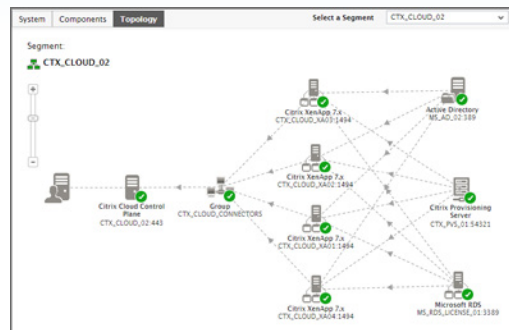 System Components Topology Select a Segment CTX_CLOUD_02
Segment:
CTX_CLOUD_02
Citrix XenApp 7.x
CTX_CLOUD_XA03:1494
Active Directory
MS_AD_02:389
Citrix XenApp 7.x
CTX_CLOUD_XA02:1494
Citrix Cloud Control
Plane
CTX_CLOUD_02:443
Group
CTX_CLOUD_CONNECTORS
Citrix Provisioning
Server
CTX_PVS_01:54321
Citrix XenApp 7.x
CTX_CLOUD_XA01:1494
Citrix XenApp 7.x
CTX_CLOUD_XA04:1494
Microsoft RDS
MS_RDS_LICENSE_01:3389